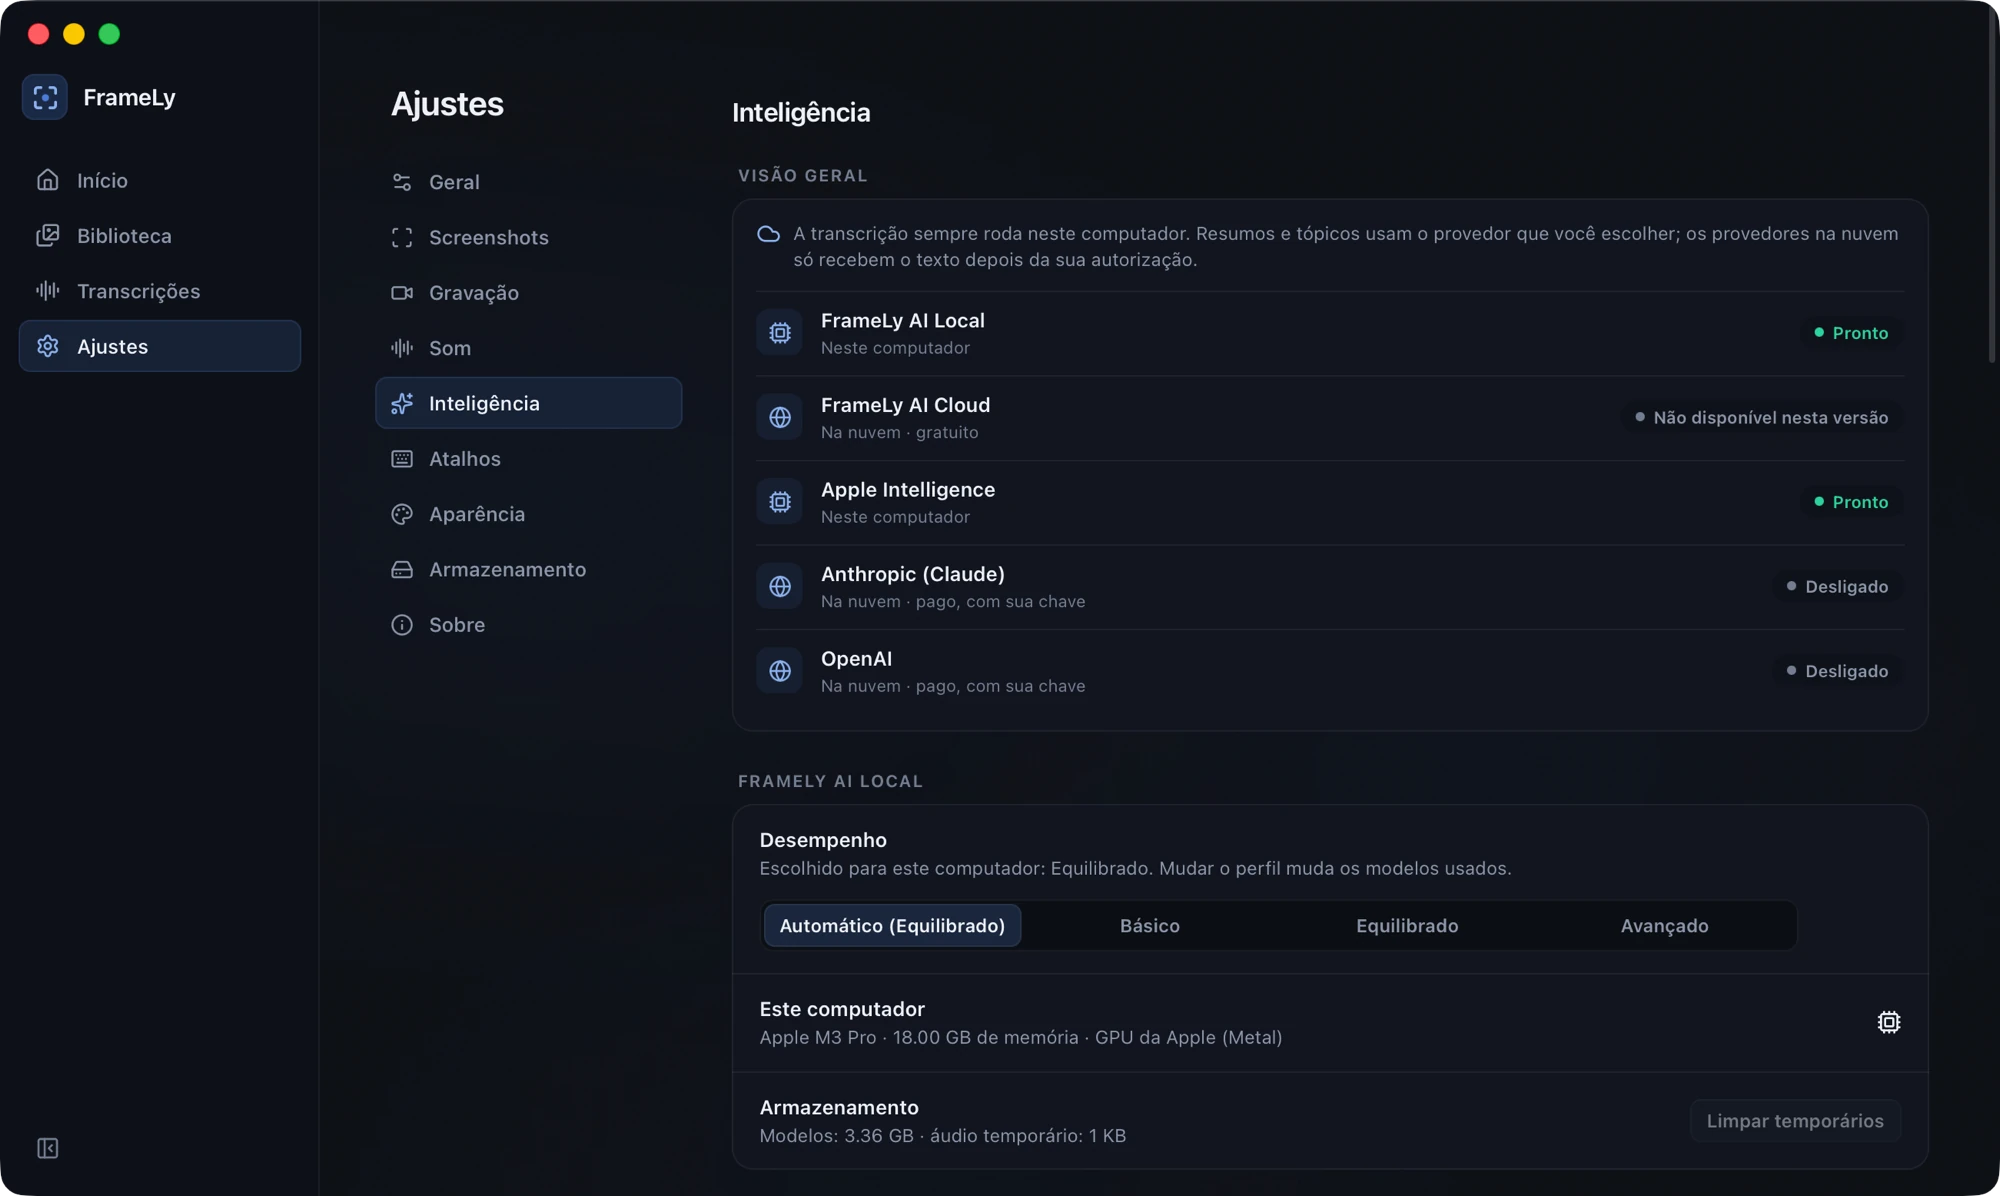 FrameLy
Início
Biblioteca
Transcrições
Ajustes
Ajustes
Geral
Screenshots
Gravação
Som
Inteligência
Atalhos
Aparência
Armazenamento
Sobre
Inteligência
VISÃO GERAL
A transcrição sempre roda neste computador. Resumos e tópicos usam o provedor que você escolher; os provedores na nuvem
só recebem o texto depois da sua autorização.
FrameLy AI Local
Neste computador
Pronto
FrameLy AI Cloud
Na nuvem · gratuito
Não disponível nesta versão
Apple Intelligence
Neste computador
Pronto
Anthropic (Claude)
Na nuvem · pago, com sua chave
Desligado
OpenAI
Na nuvem · pago, com sua chave
Desligado
FRAMELY AI LOCAL
Desempenho
Escolhido para este computador: Equilibrado. Mudar o perfil muda os modelos usados.
Automático (Equilibrado) Básico Equilibrado Avançado
Este computador
Apple M3 Pro · 18.00 GB de memória · GPU da Apple (Metal)
Armazenamento
Modelos: 3.36 GB · áudio temporário: 1 KB
Limpar temporários